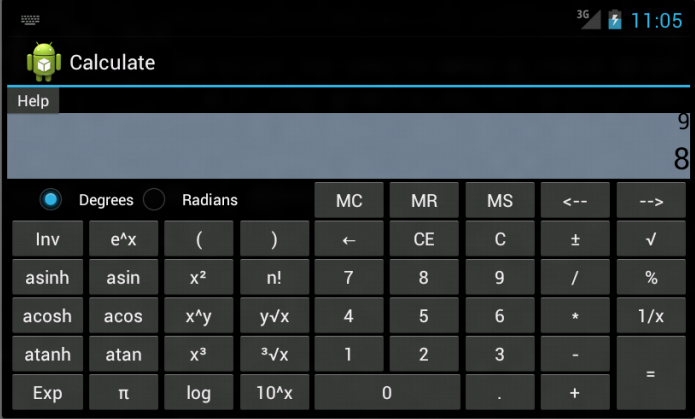 3G 11:05
Calculate
Help
9
8
Degrees Radians MC MR MS <-- -->
Inv e^x ( ) ← CE C ± √
asinh asin x² n! 7 8 9 / %
acosh acos x^y y√x 4 5 6 * 1/x
atanh atan x³ ³√x 1 2 3 - =
Exp π log 10^x 0 . +